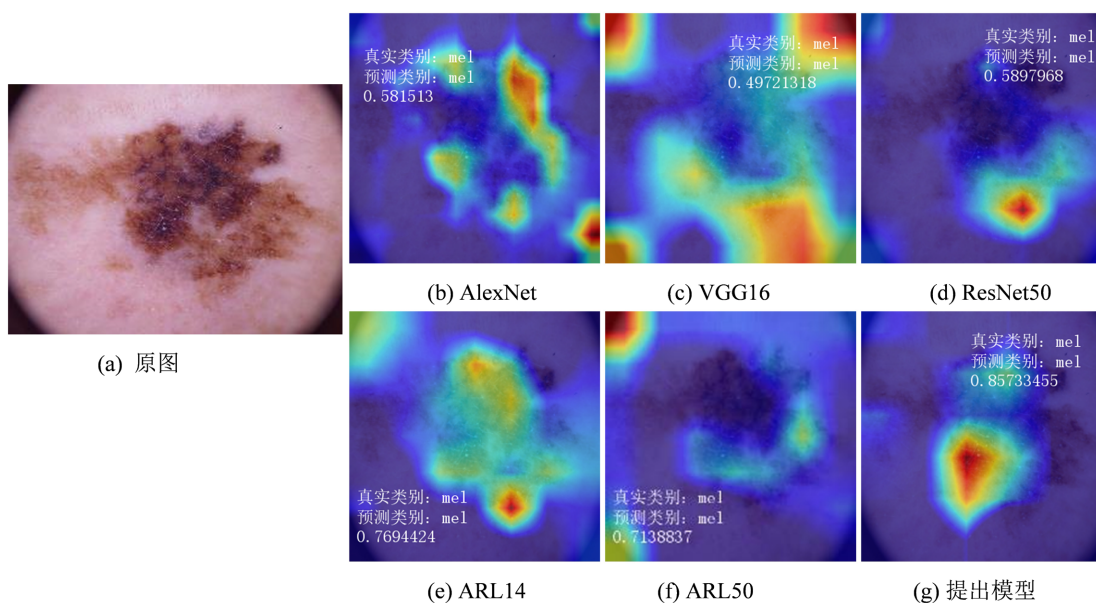 真实类别: mel
预测类别: mel
0.581513
真实类别: mel
预测类别: mel
0.49721318
真实类别: mel
预测类别: mel
0.5897968
(a) 原图
(b) AlexNet
(c) VGG16
(d) ResNet50
真实类别: mel
预测类别: mel
0.7694424
真实类别: mel
预测类别: mel
0.7138837
真实类别: mel
预测类别: mel
0.85733455
(e) ARL14
(f) ARL50
(g) 提出模型